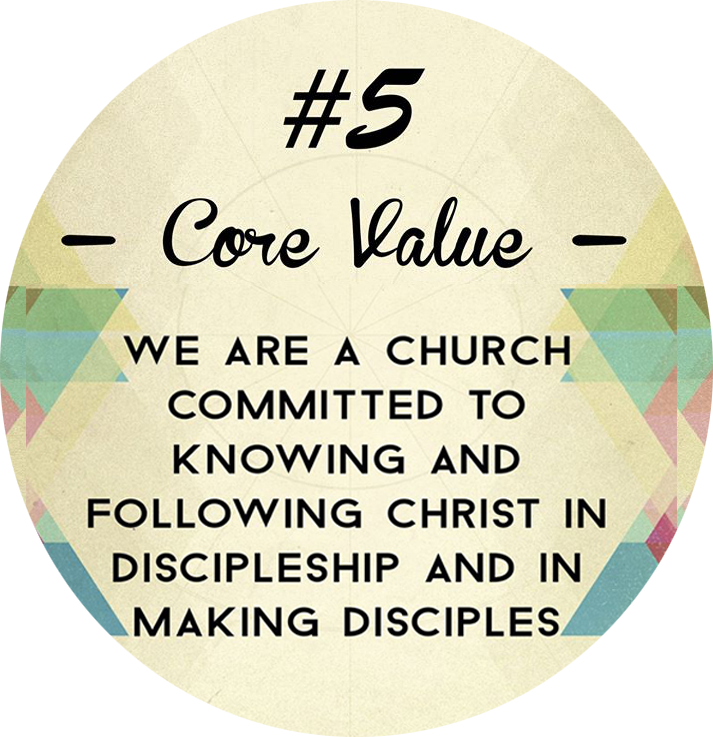 #5
- Core Value -
WE ARE A CHURCH
COMMITTED TO
KNOWING AND
FOLLOWING CHRIST IN
DISCIPLESHIP AND IN
MAKING DISCIPLES